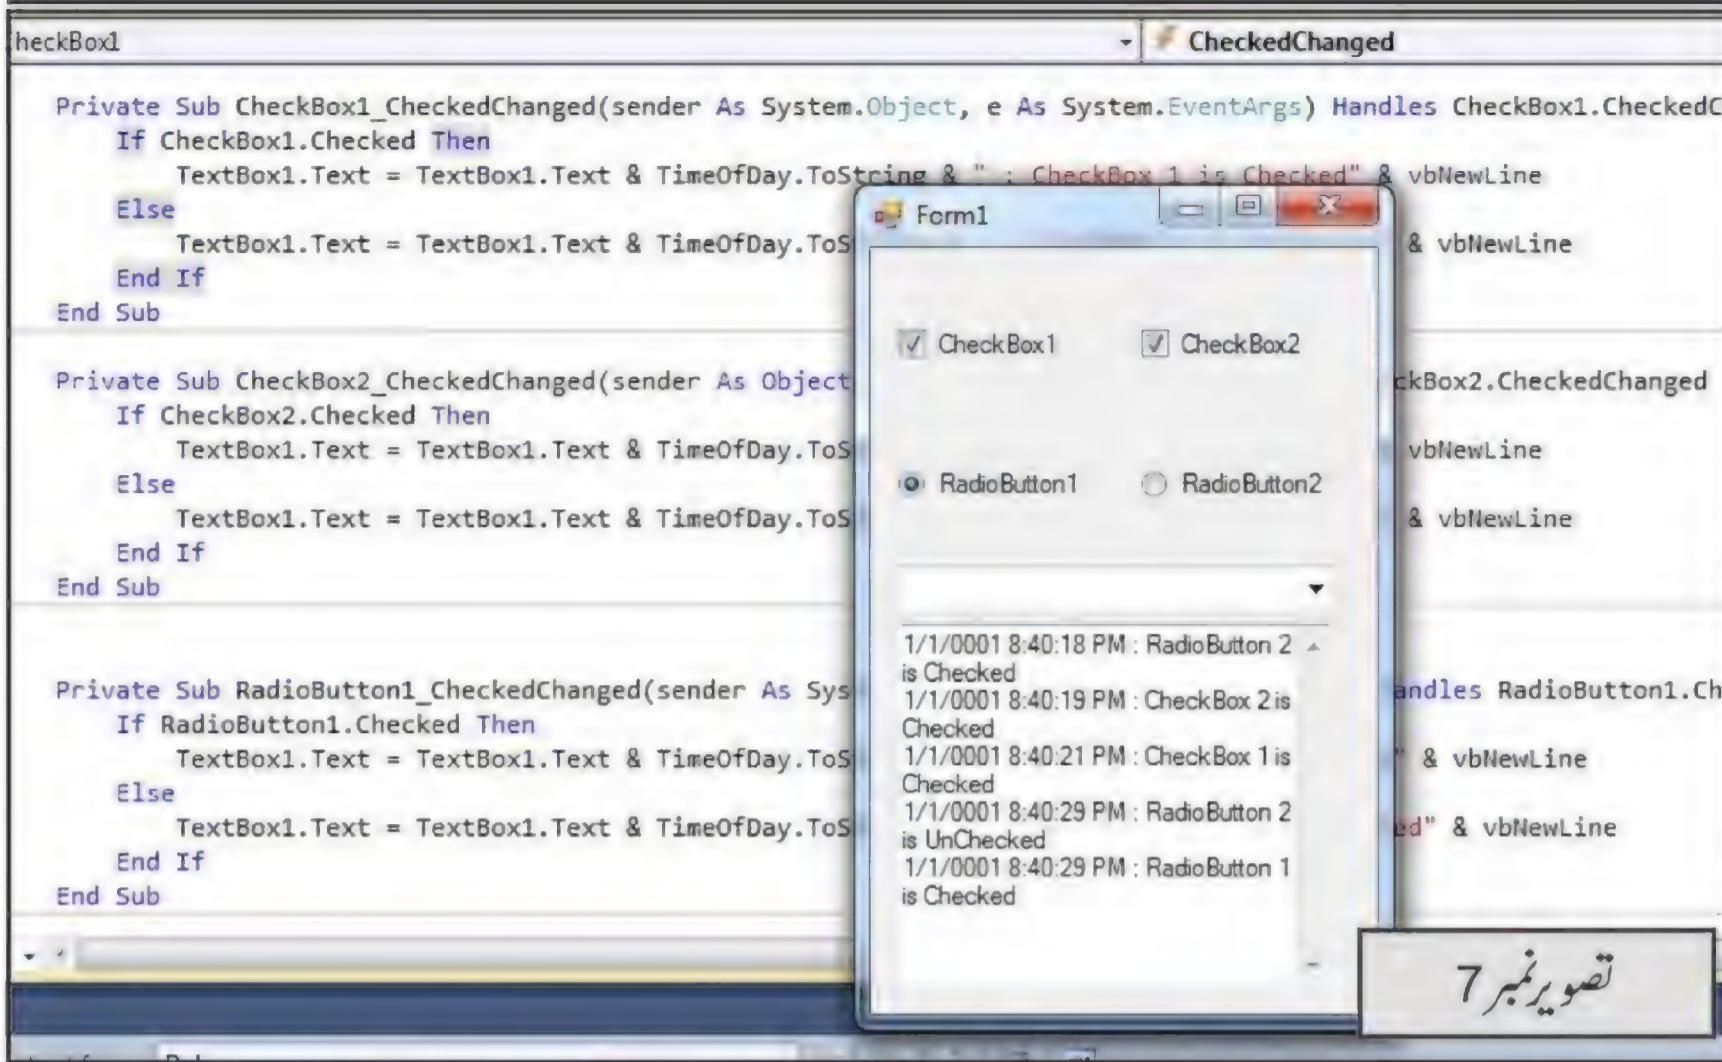 heckBox1
CheckedChanged
Private Sub CheckBox1_CheckedChanged(sender As System.Object, e As System.EventArgs) Handles CheckBox1.CheckedC
If CheckBox1.Checked Then
TextBox1.Text = TextBox1.Text & TimeOfDay.ToString & " : CheckBox 1 is Checked" & vbNewLine
Else
TextBox1.Text = TextBox1.Text & TimeOfDay.ToS & vbNewLine
End If
End Sub
Private Sub CheckBox2_CheckedChanged(sender As Object ckBox2.CheckedChanged
If CheckBox2.Checked Then
TextBox1.Text = TextBox1.Text & TimeOfDay.ToS vbNewLine
Else
TextBox1.Text = TextBox1.Text & TimeOfDay.ToS & vbNewLine
End If
End Sub
Private Sub RadioButton1_CheckedChanged(sender As Sys andles RadioButton1.Ch
If RadioButton1.Checked Then
TextBox1.Text = TextBox1.Text & TimeOfDay.ToS " & vbNewLine
Else
TextBox1.Text = TextBox1.Text & TimeOfDay.ToS ed" & vbNewLine
End If
End Sub
Form1
CheckBox1 CheckBox2
RadioButton1 RadioButton2
1/1/0001 8:40:18 PM : RadioButton 2
is Checked
1/1/0001 8:40:19 PM : CheckBox 2 is
Checked
1/1/0001 8:40:21 PM : CheckBox 1 is
Checked
1/1/0001 8:40:29 PM : RadioButton 2
is UnChecked
1/1/0001 8:40:29 PM : RadioButton 1
is Checked
تصویر نمبر 7